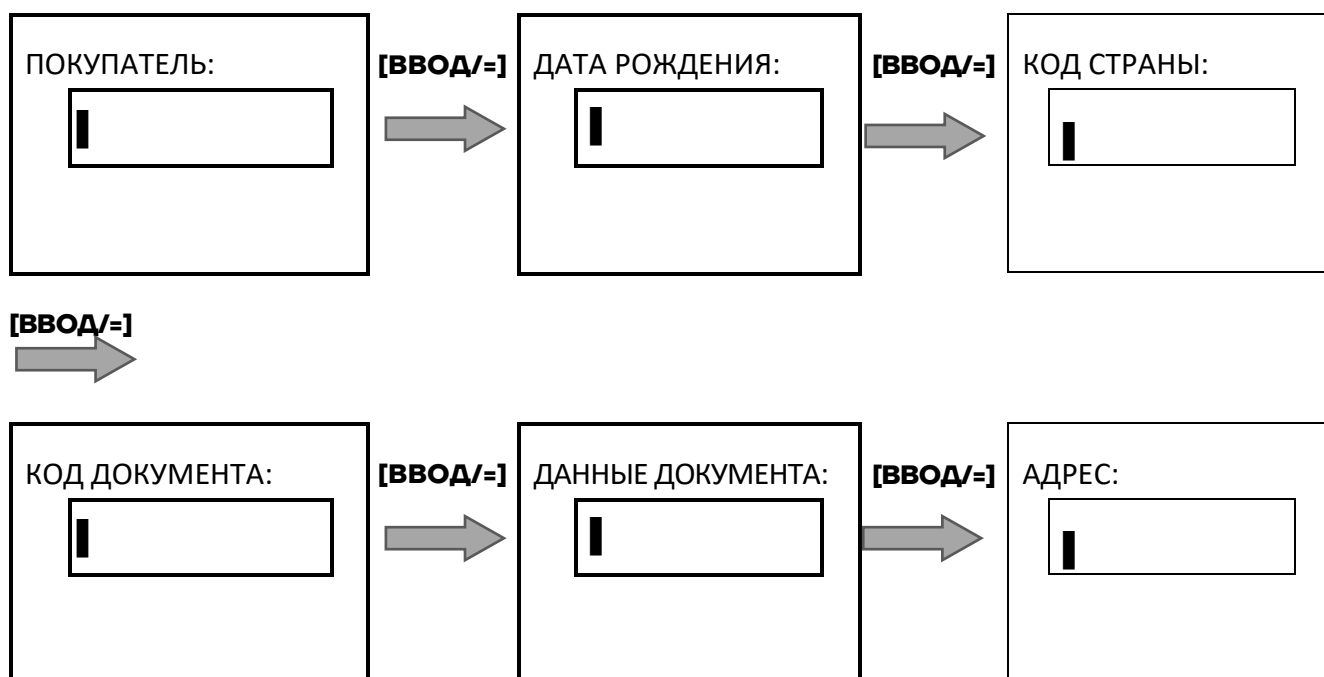 ПОКУПАТЕЛЬ: [ВВОД/=] ДАТА РОЖДЕНИЯ: [ВВОД/=] КОД СТРАНЫ:
[ВВОД/=]
КОД ДОКУМЕНТА: [ВВОД/=] ДАННЫЕ ДОКУМЕНТА: [ВВОД/=] АДРЕС: